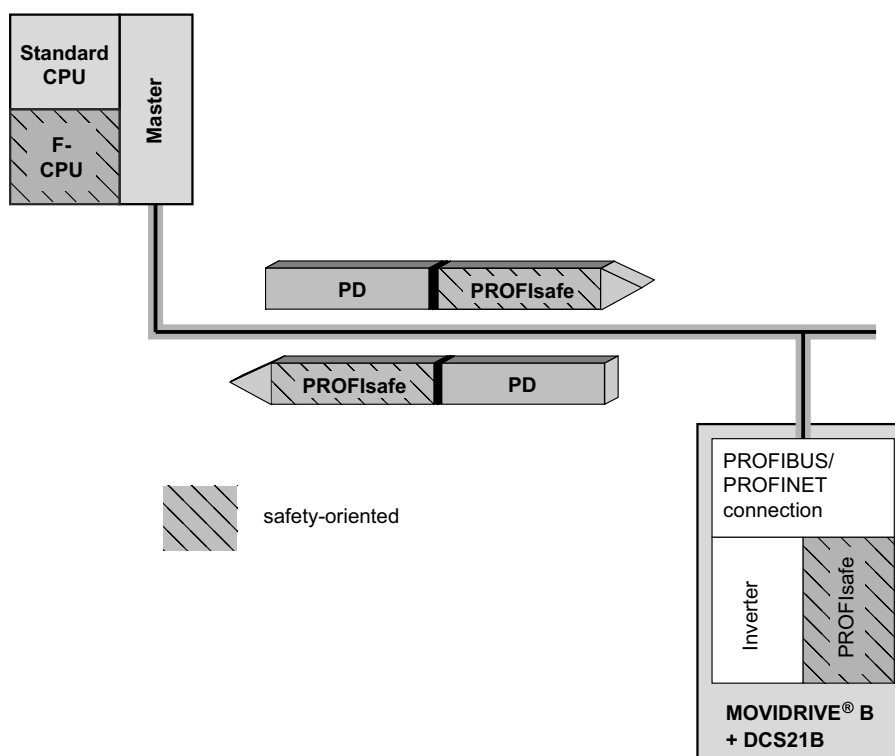 Standard
CPU
F-
CPU
Master
PD
PROFIsafe
PROFIsafe
PD
safety-oriented
PROFIBUS/
PROFINET
connection
Inverter
PROFIsafe
MOVIDRIVE® B
+ DCS21B